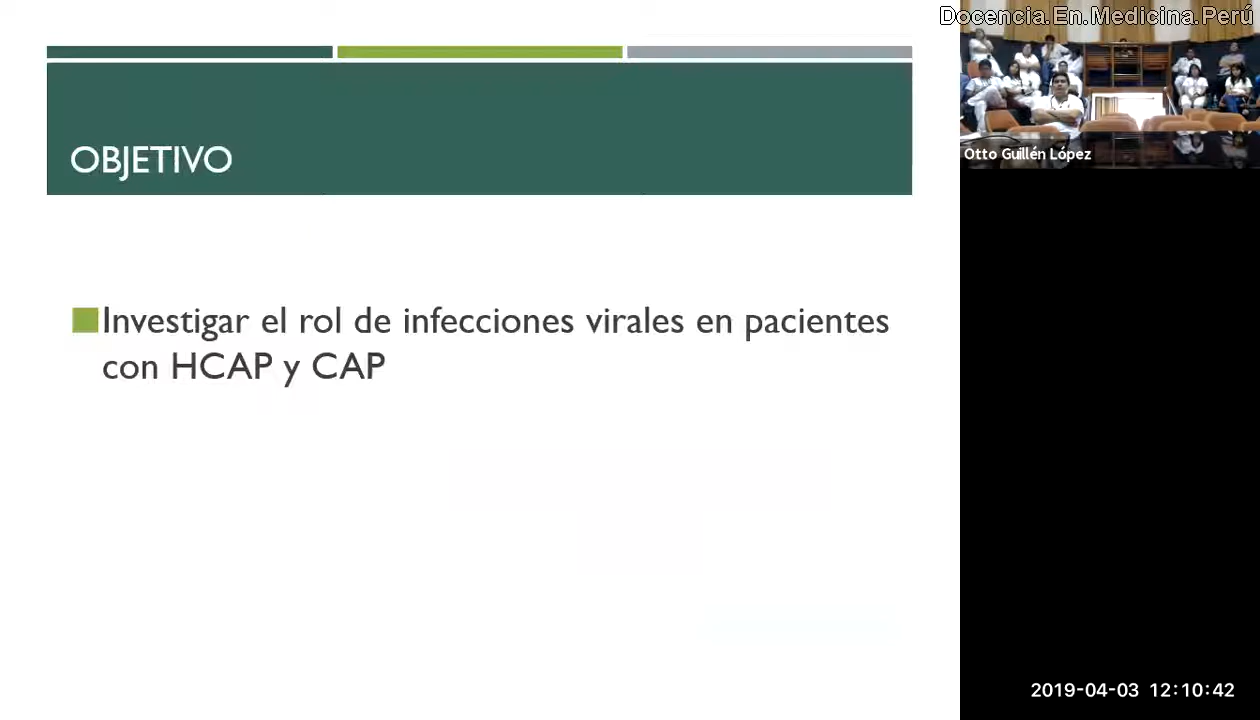 Docencia.En.Medicina.Perú
OBJETIVO
Otto Guillén López
Investigar el rol de infecciones virales en pacientes
con HCAP y CAP
2019-04-03 12:10:42